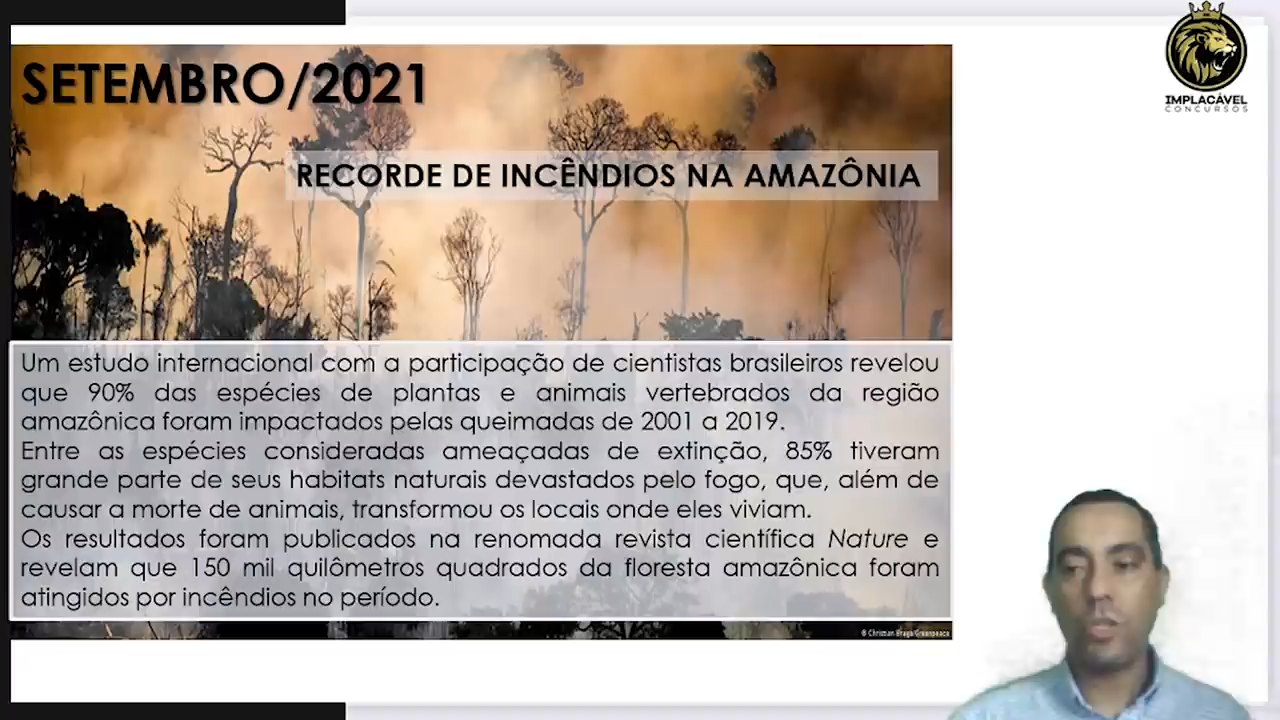 SETEMBRO/2021
RECORDE DE INCÊNDIOS NA AMAZÔNIA
Um estudo internacional com a participação de cientistas brasileiros revelou
que 90% das espécies de plantas e animais vertebrados da região
amazônica foram impactados pelas queimadas de 2001 a 2019.
Entre as espécies consideradas ameaçadas de extinção, 85% tiveram
grande parte de seus habitats naturais devastados pelo fogo, que, além de
causar a morte de animais, transformou os locais onde eles viviam.
Os resultados foram publicados na renomada revista científica Nature e
revelam que 150 mil quilômetros quadrados da floresta amazônica foram
atingidos por incêndios no período.
© Christian Braga/Greenpeace
IMPLACÁVEL
CONCURSOS